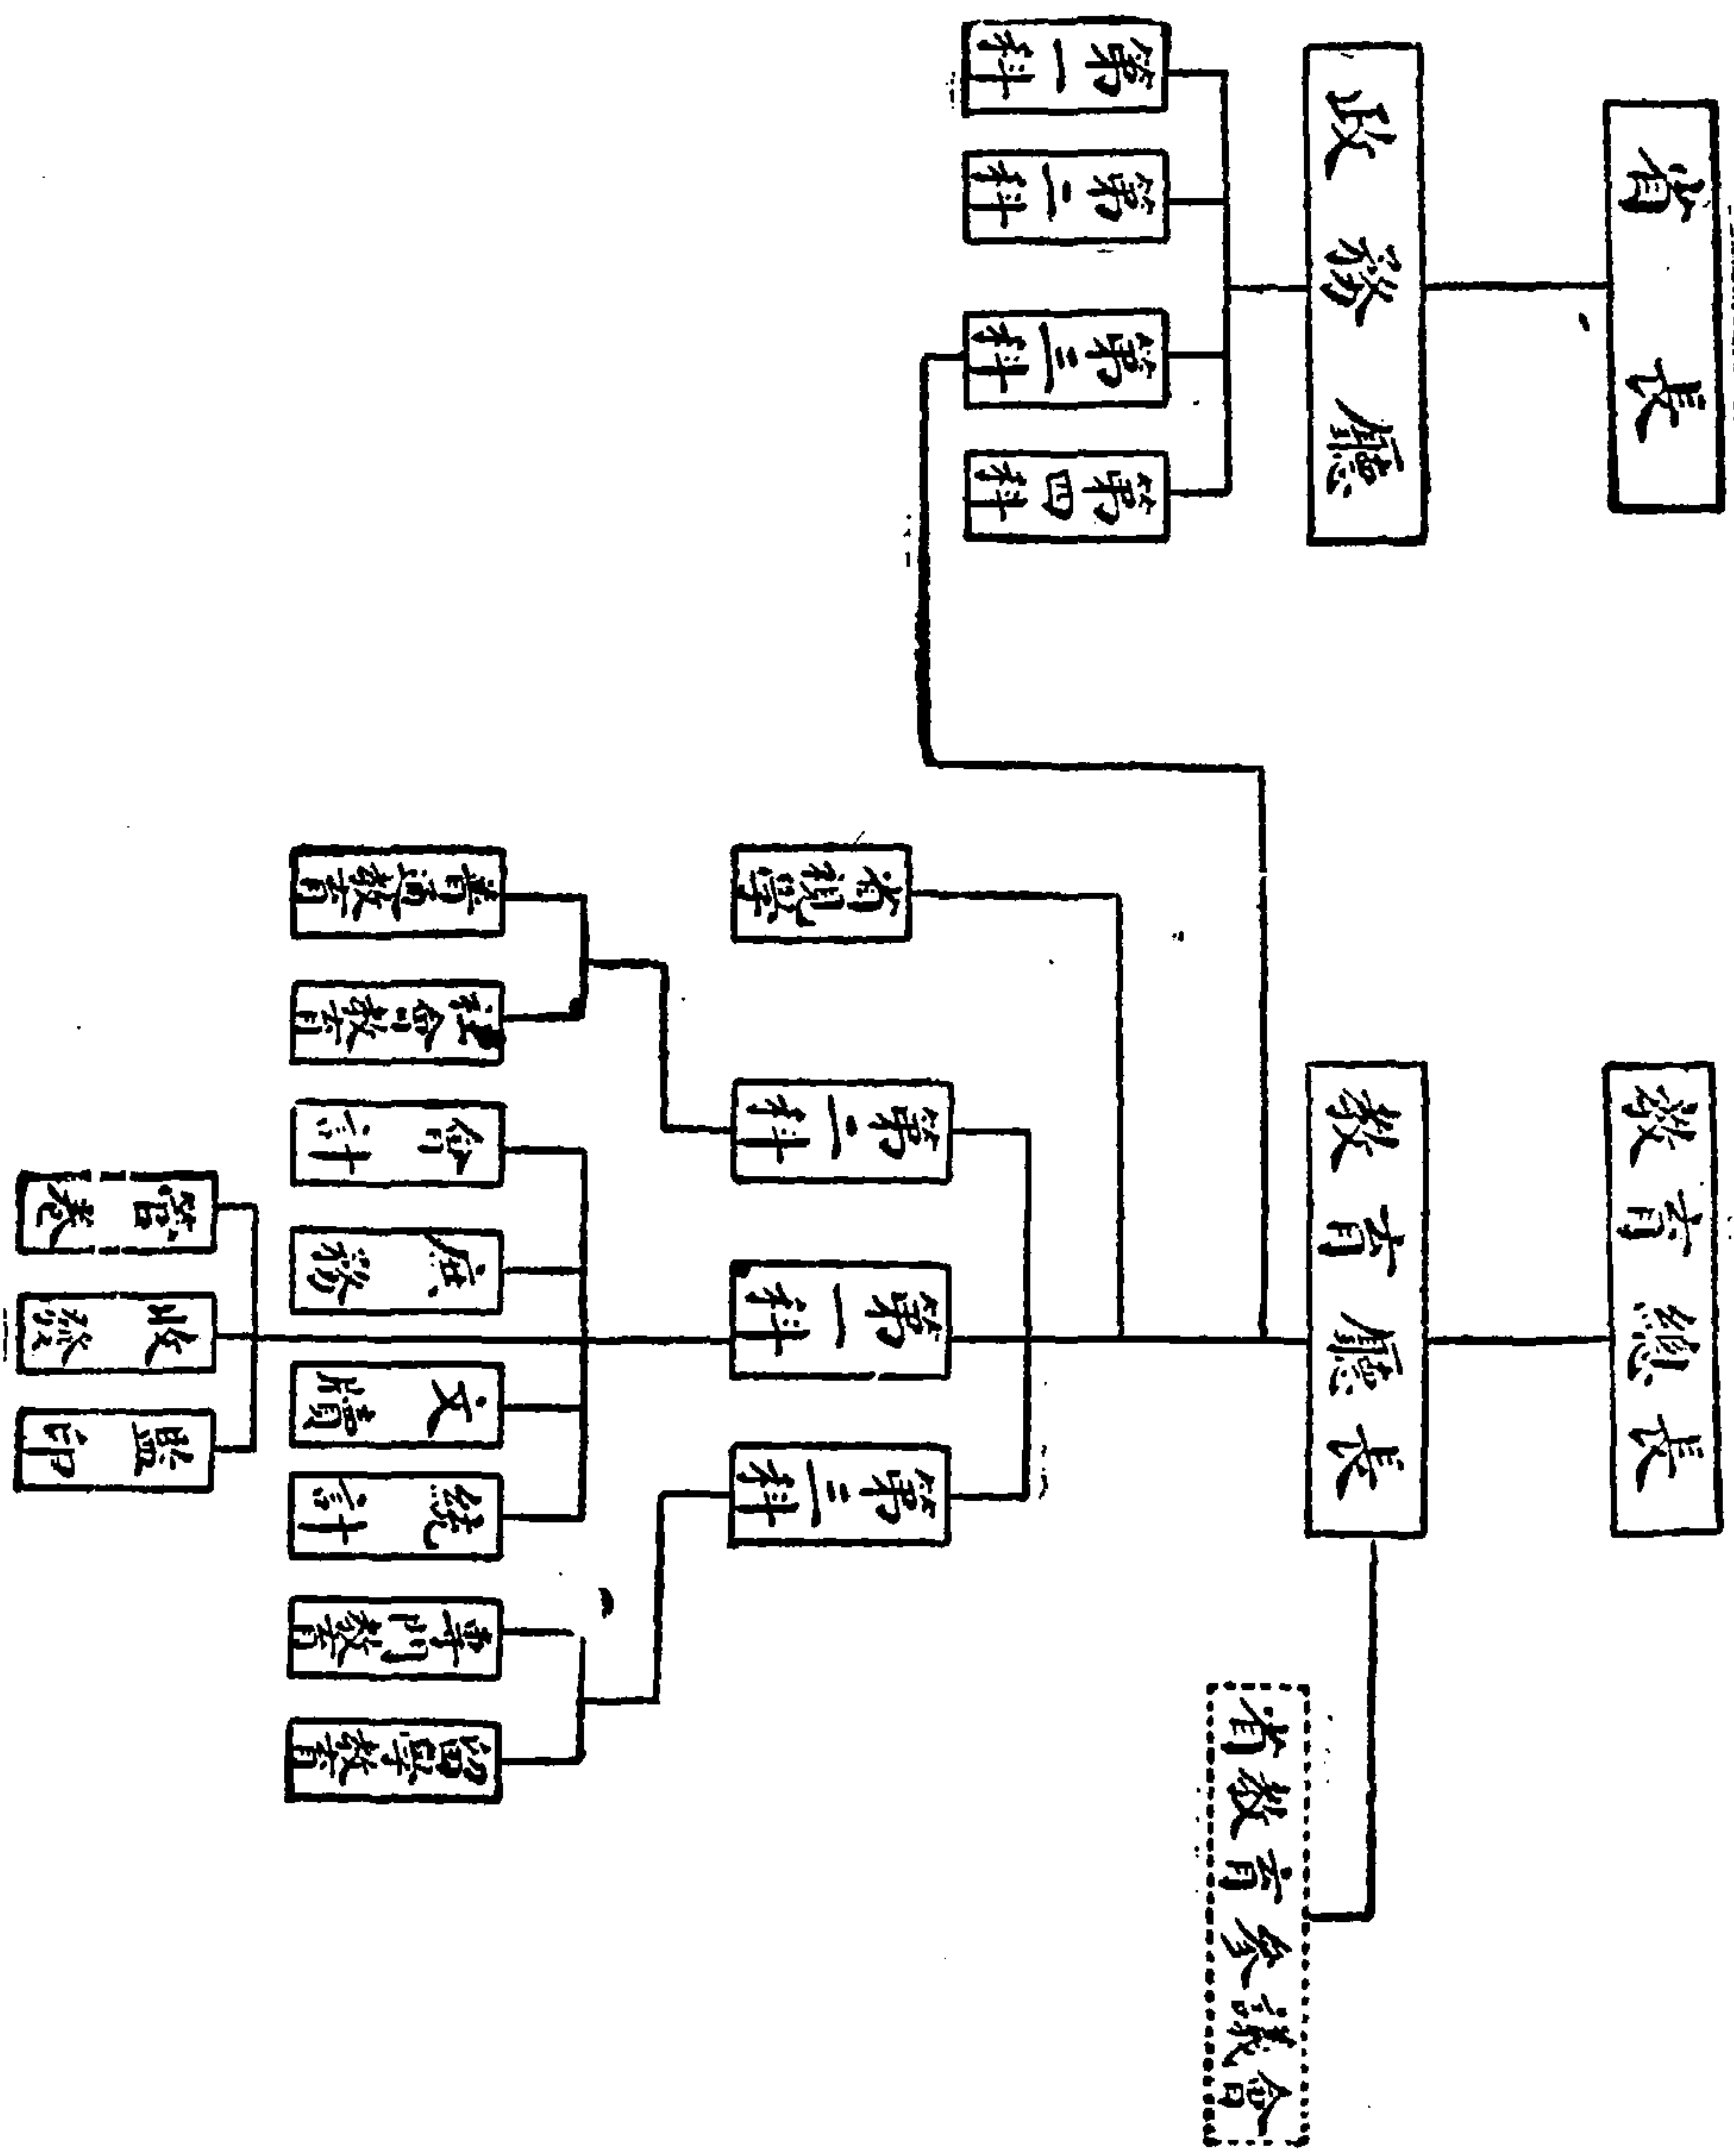 省長
教育總長
政務廳
教育廳長
省教育參議會
第一科
第二科
第三科
第四科
省視學
第二科
第一科
第三科
普通教育
社會教育
會計
庶務
文牘
統計
專門教育
留學教育
管卷
收發
監印